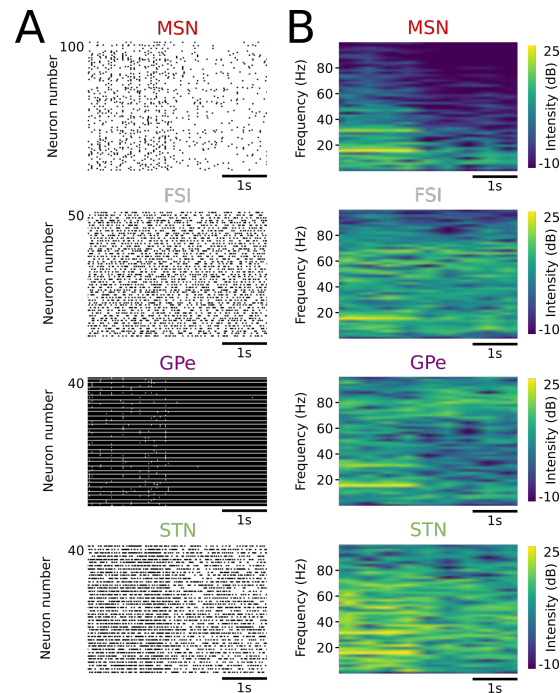 A
B
MSN
MSN
100
Neuron number
1s
Frequency (Hz)
80
60
40
20
1s
25
-10
Intensity (dB)
FSI
FSI
50
Neuron number
1s
Frequency (Hz)
80
60
40
20
1s
25
-10
Intensity (dB)
GPe
GPe
40
Neuron number
1s
Frequency (Hz)
80
60
40
20
1s
25
-10
Intensity (dB)
STN
STN
40
Neuron number
1s
Frequency (Hz)
80
60
40
20
1s
25
-10
Intensity (dB)